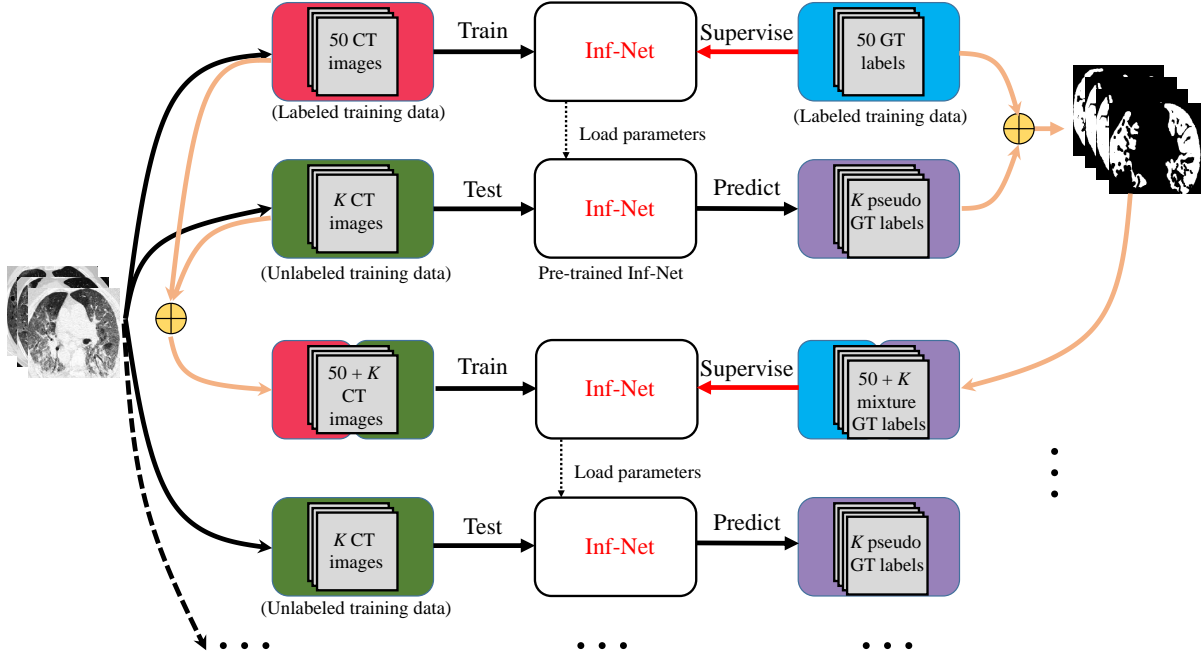 50 CT
images
Train
Inf-Net
Supervise
50 GT
labels
(Labeled training data)
(Labeled training data)
Load parameters
K CT
images
Test
Inf-Net
Predict
K pseudo
GT labels
(Unlabeled training data)
Pre-trained Inf-Net
50 + K
CT
images
Train
Inf-Net
Supervise
50 + K
mixture
GT labels
Load parameters
K CT
images
Test
Inf-Net
Predict
K pseudo
GT labels
(Unlabeled training data)